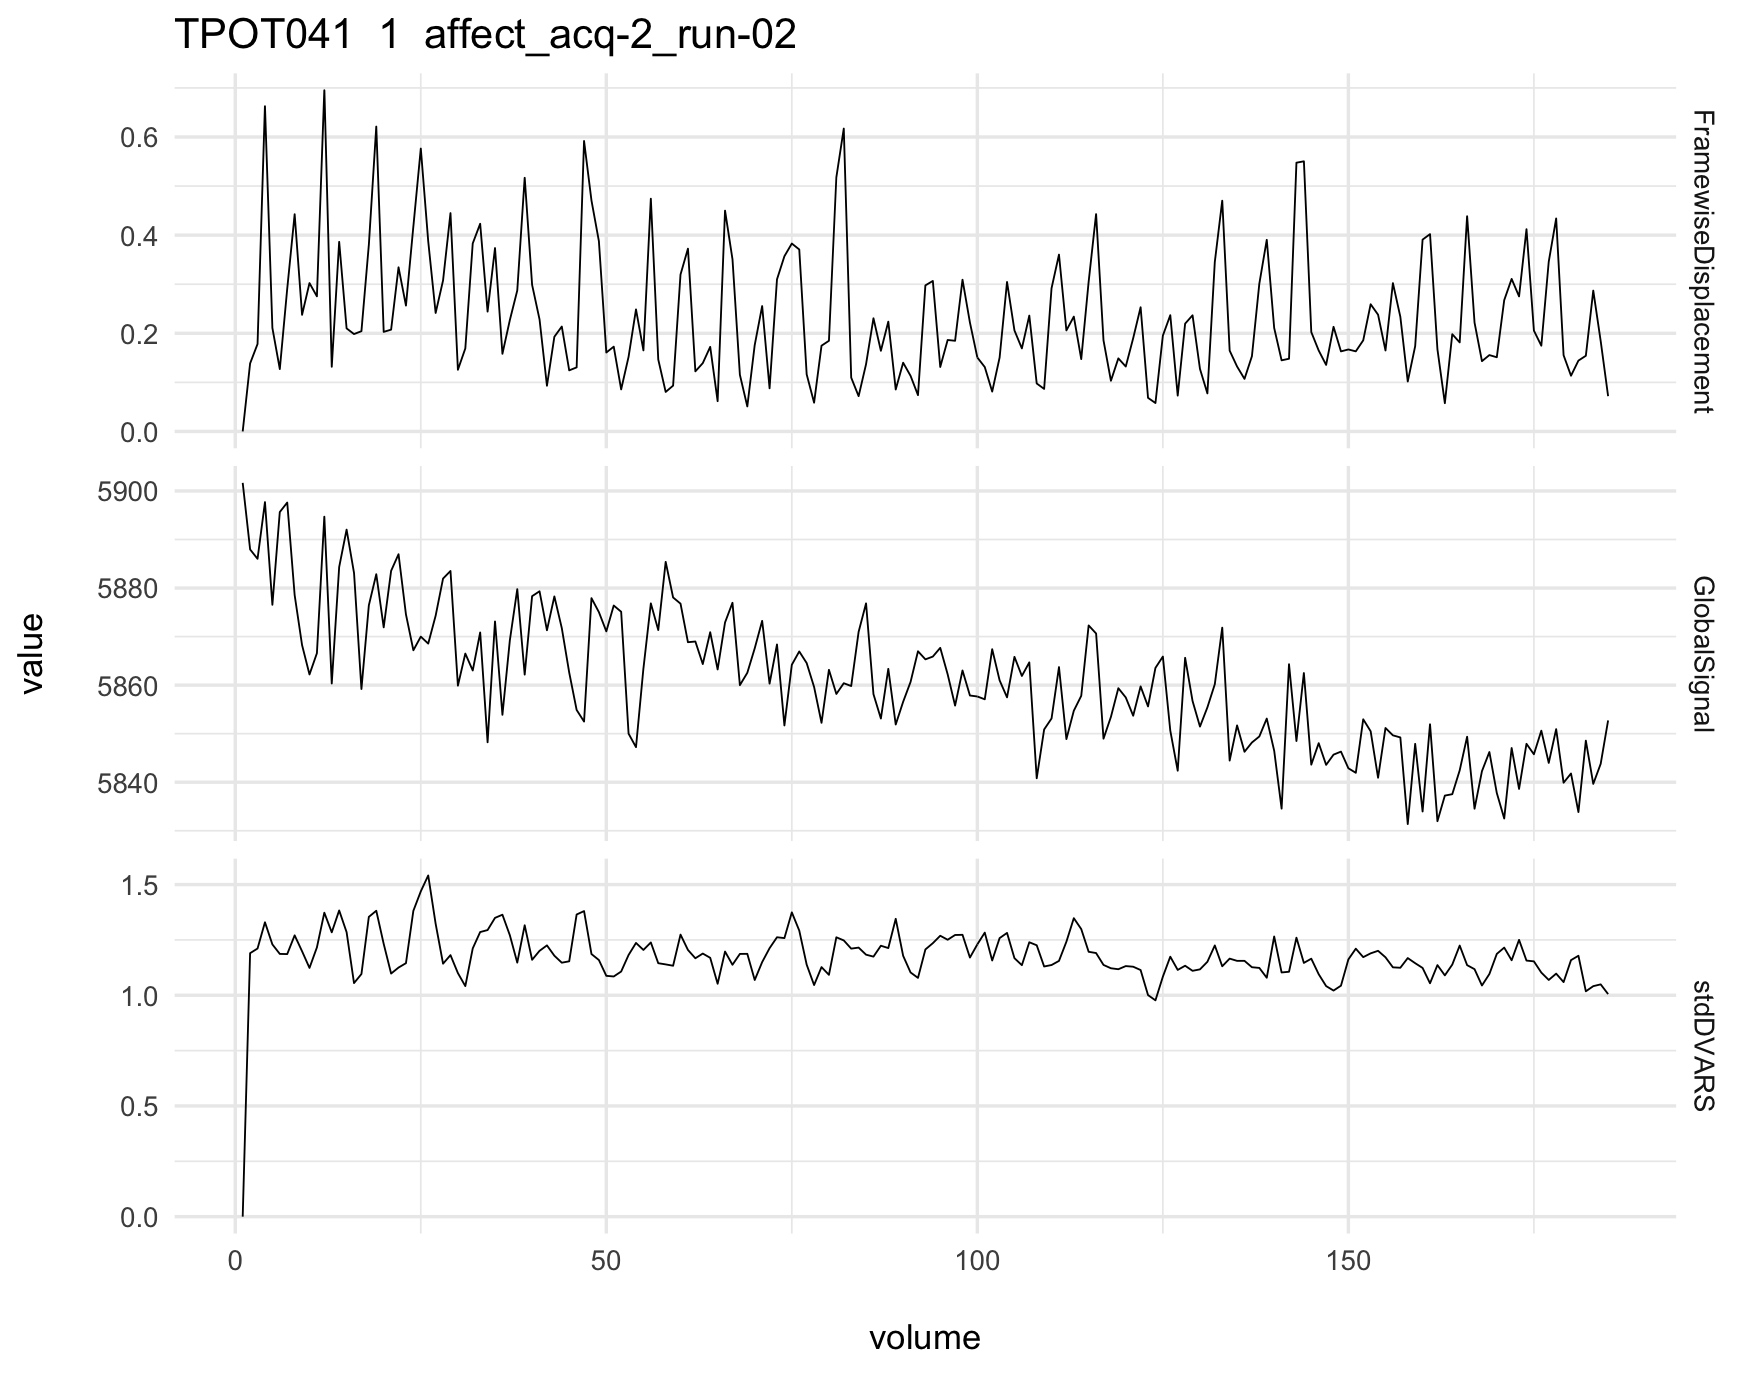 TPOT041 1 affect_acq-2_run-02
0.6
0.4
0.2
0.0
FramewiseDisplacement
5900
5880
5860
5840
GlobalSignal
value
1.5
1.0
0.5
0.0
stdDVARS
0 50 100 150
volume